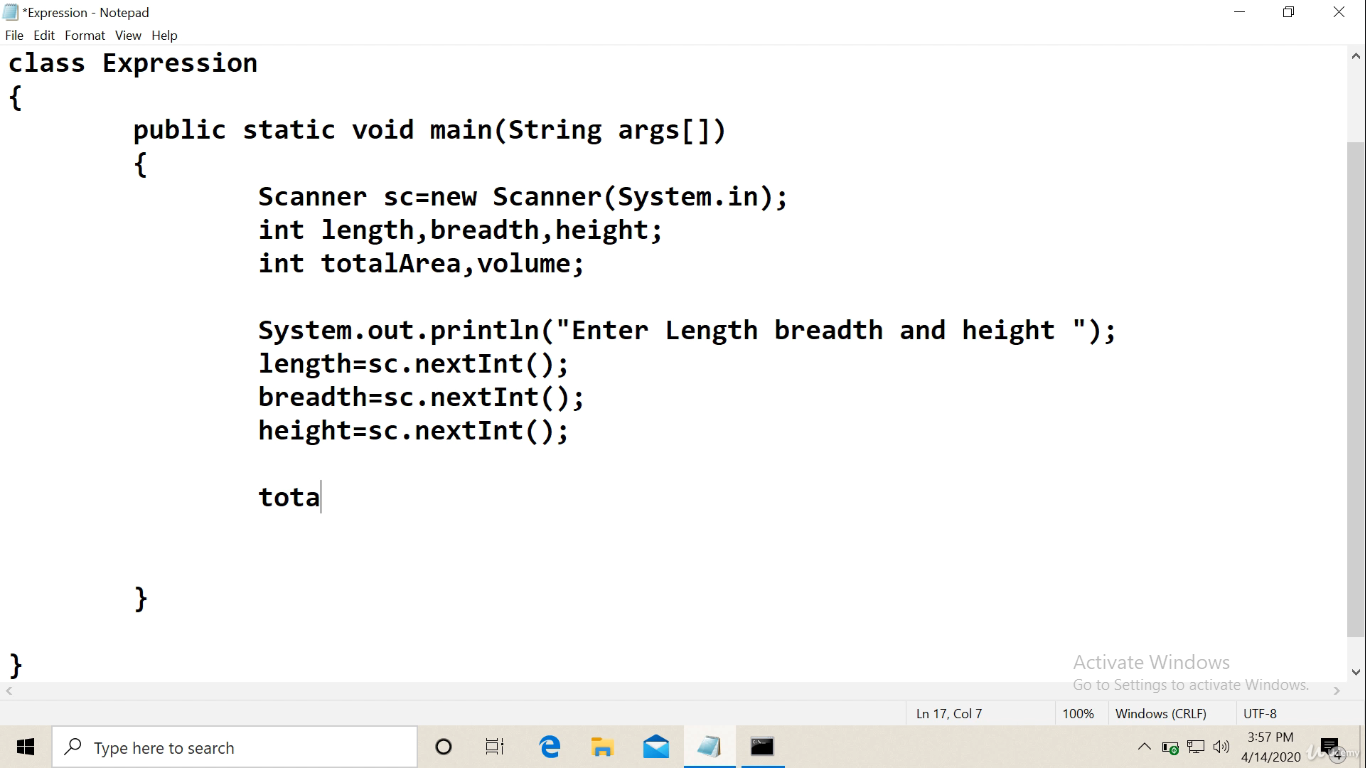 *Expression - Notepad
File Edit Format View Help
class Expression
{
public static void main(String args[])
{
Scanner sc=new Scanner(System.in);
int length,breadth,height;
int totalArea,volume;
System.out.println("Enter Length breadth and height ");
length=sc.nextInt();
breadth=sc.nextInt();
height=sc.nextInt();
tota
}
}
Activate Windows
Go to Settings to activate Windows.
Ln 17, Col 7 100% Windows (CRLF) UTF-8
Type here to search
3:57 PM
4/14/2020
4